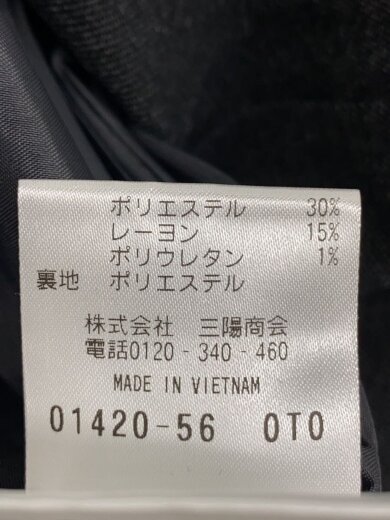 ポリエステル 30%
レーヨン 15%
ポリウレタン 1%
裏地 ポリエステル
株式会社 三陽商会
電話0120-340-460
MADE IN VIETNAM
01420-56 0T0